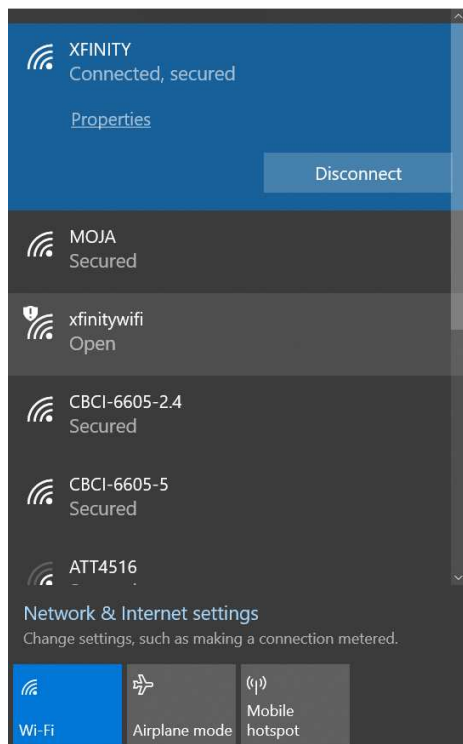 XFINITY
Connected, secured
Properties
Disconnect
MOJA
Secured
xfinitywifi
Open
CBCI-6605-2.4
Secured
CBCI-6605-5
Secured
ATT4516
Network & Internet settings
Change settings, such as making a connection metered.
Wi-Fi
Airplane mode
Mobile
hotspot